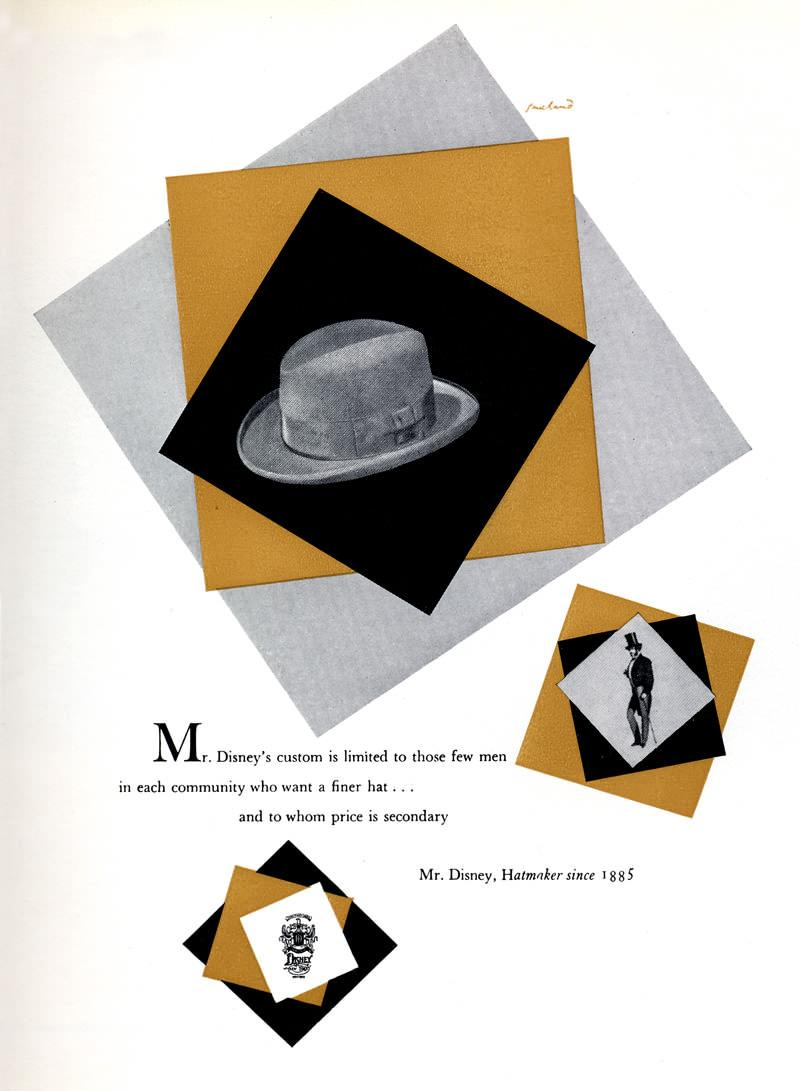 Mr. Disney's custom is limited to those few men
in each community who want a finer hat . . .
and to whom price is secondary
Mr. Disney, Hatmaker since 1885
DISNEY